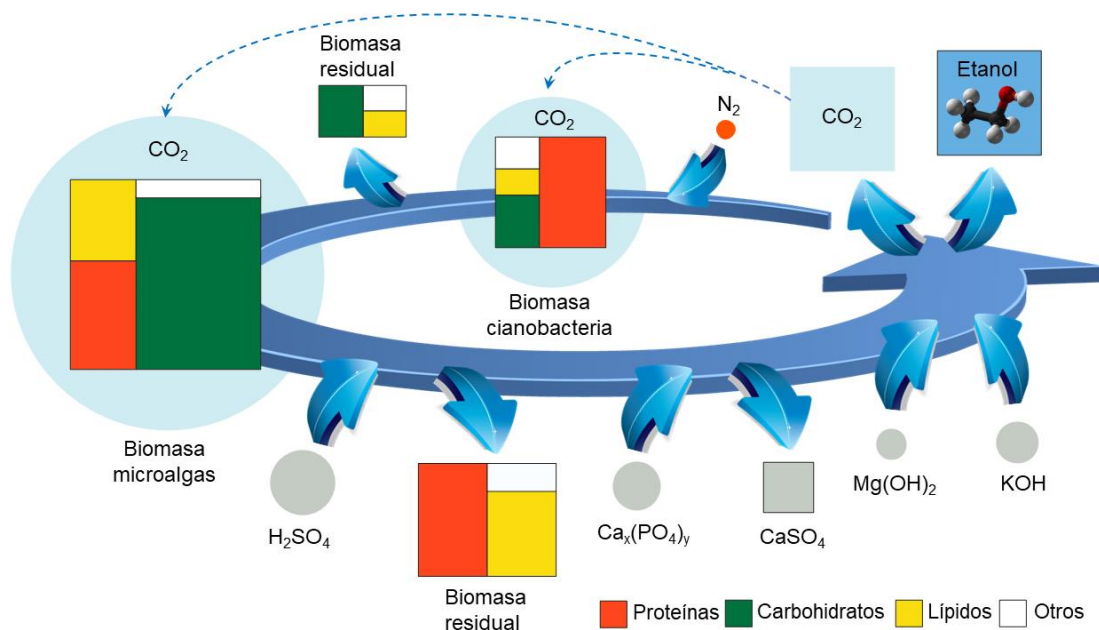 Biomasa
residual
CO₂
Etanol
N₂
CO₂
CO₂
Biomasa
cianobacteria
Biomasa
microalgas
H₂SO₄
Biomasa
residual
Caₓ(PO₄)ᵧ
CaSO₄
Mg(OH)₂
KOH
Proteínas
Carbohidratos
Lípidos
Otros